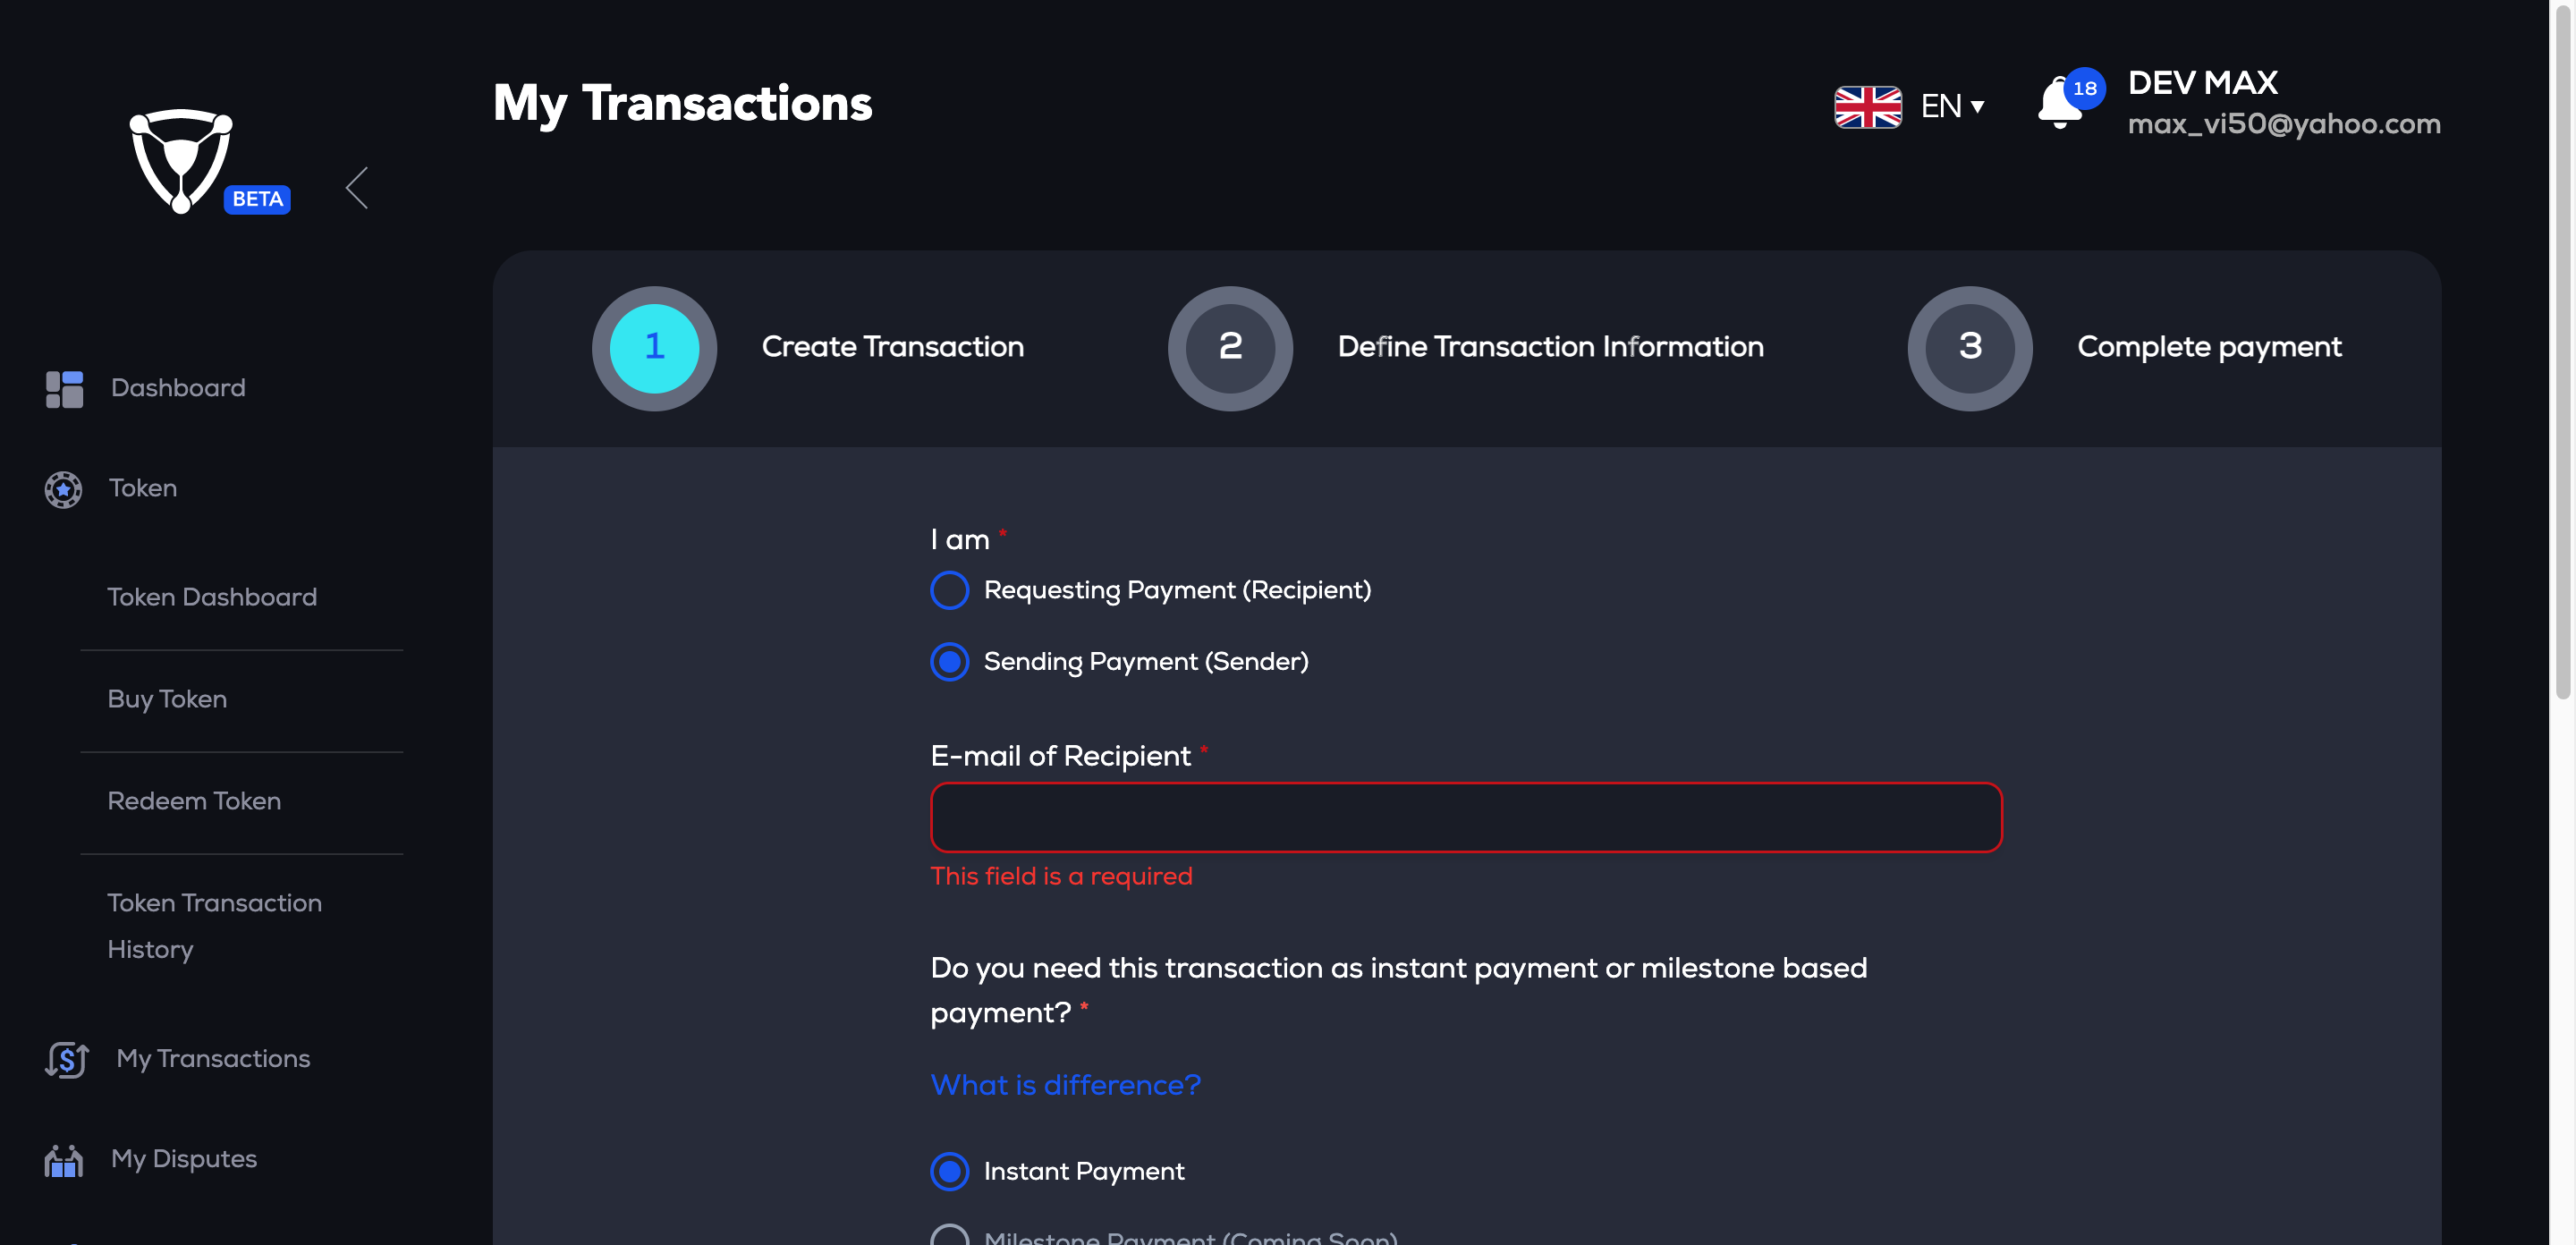 My Transactions
EN
18
DEV MAX
max_vi50@yahoo.com
BETA
1
Create Transaction
2
Define Transaction Information
3
Complete payment
Dashboard
Token
Token Dashboard
Buy Token
Redeem Token
Token Transaction
History
My Transactions
My Disputes
I am *
Requesting Payment (Recipient)
Sending Payment (Sender)
E-mail of Recipient *
This field is a required
Do you need this transaction as instant payment or milestone based
payment? *
What is difference?
Instant Payment
Milestone Payment (Coming Soon)